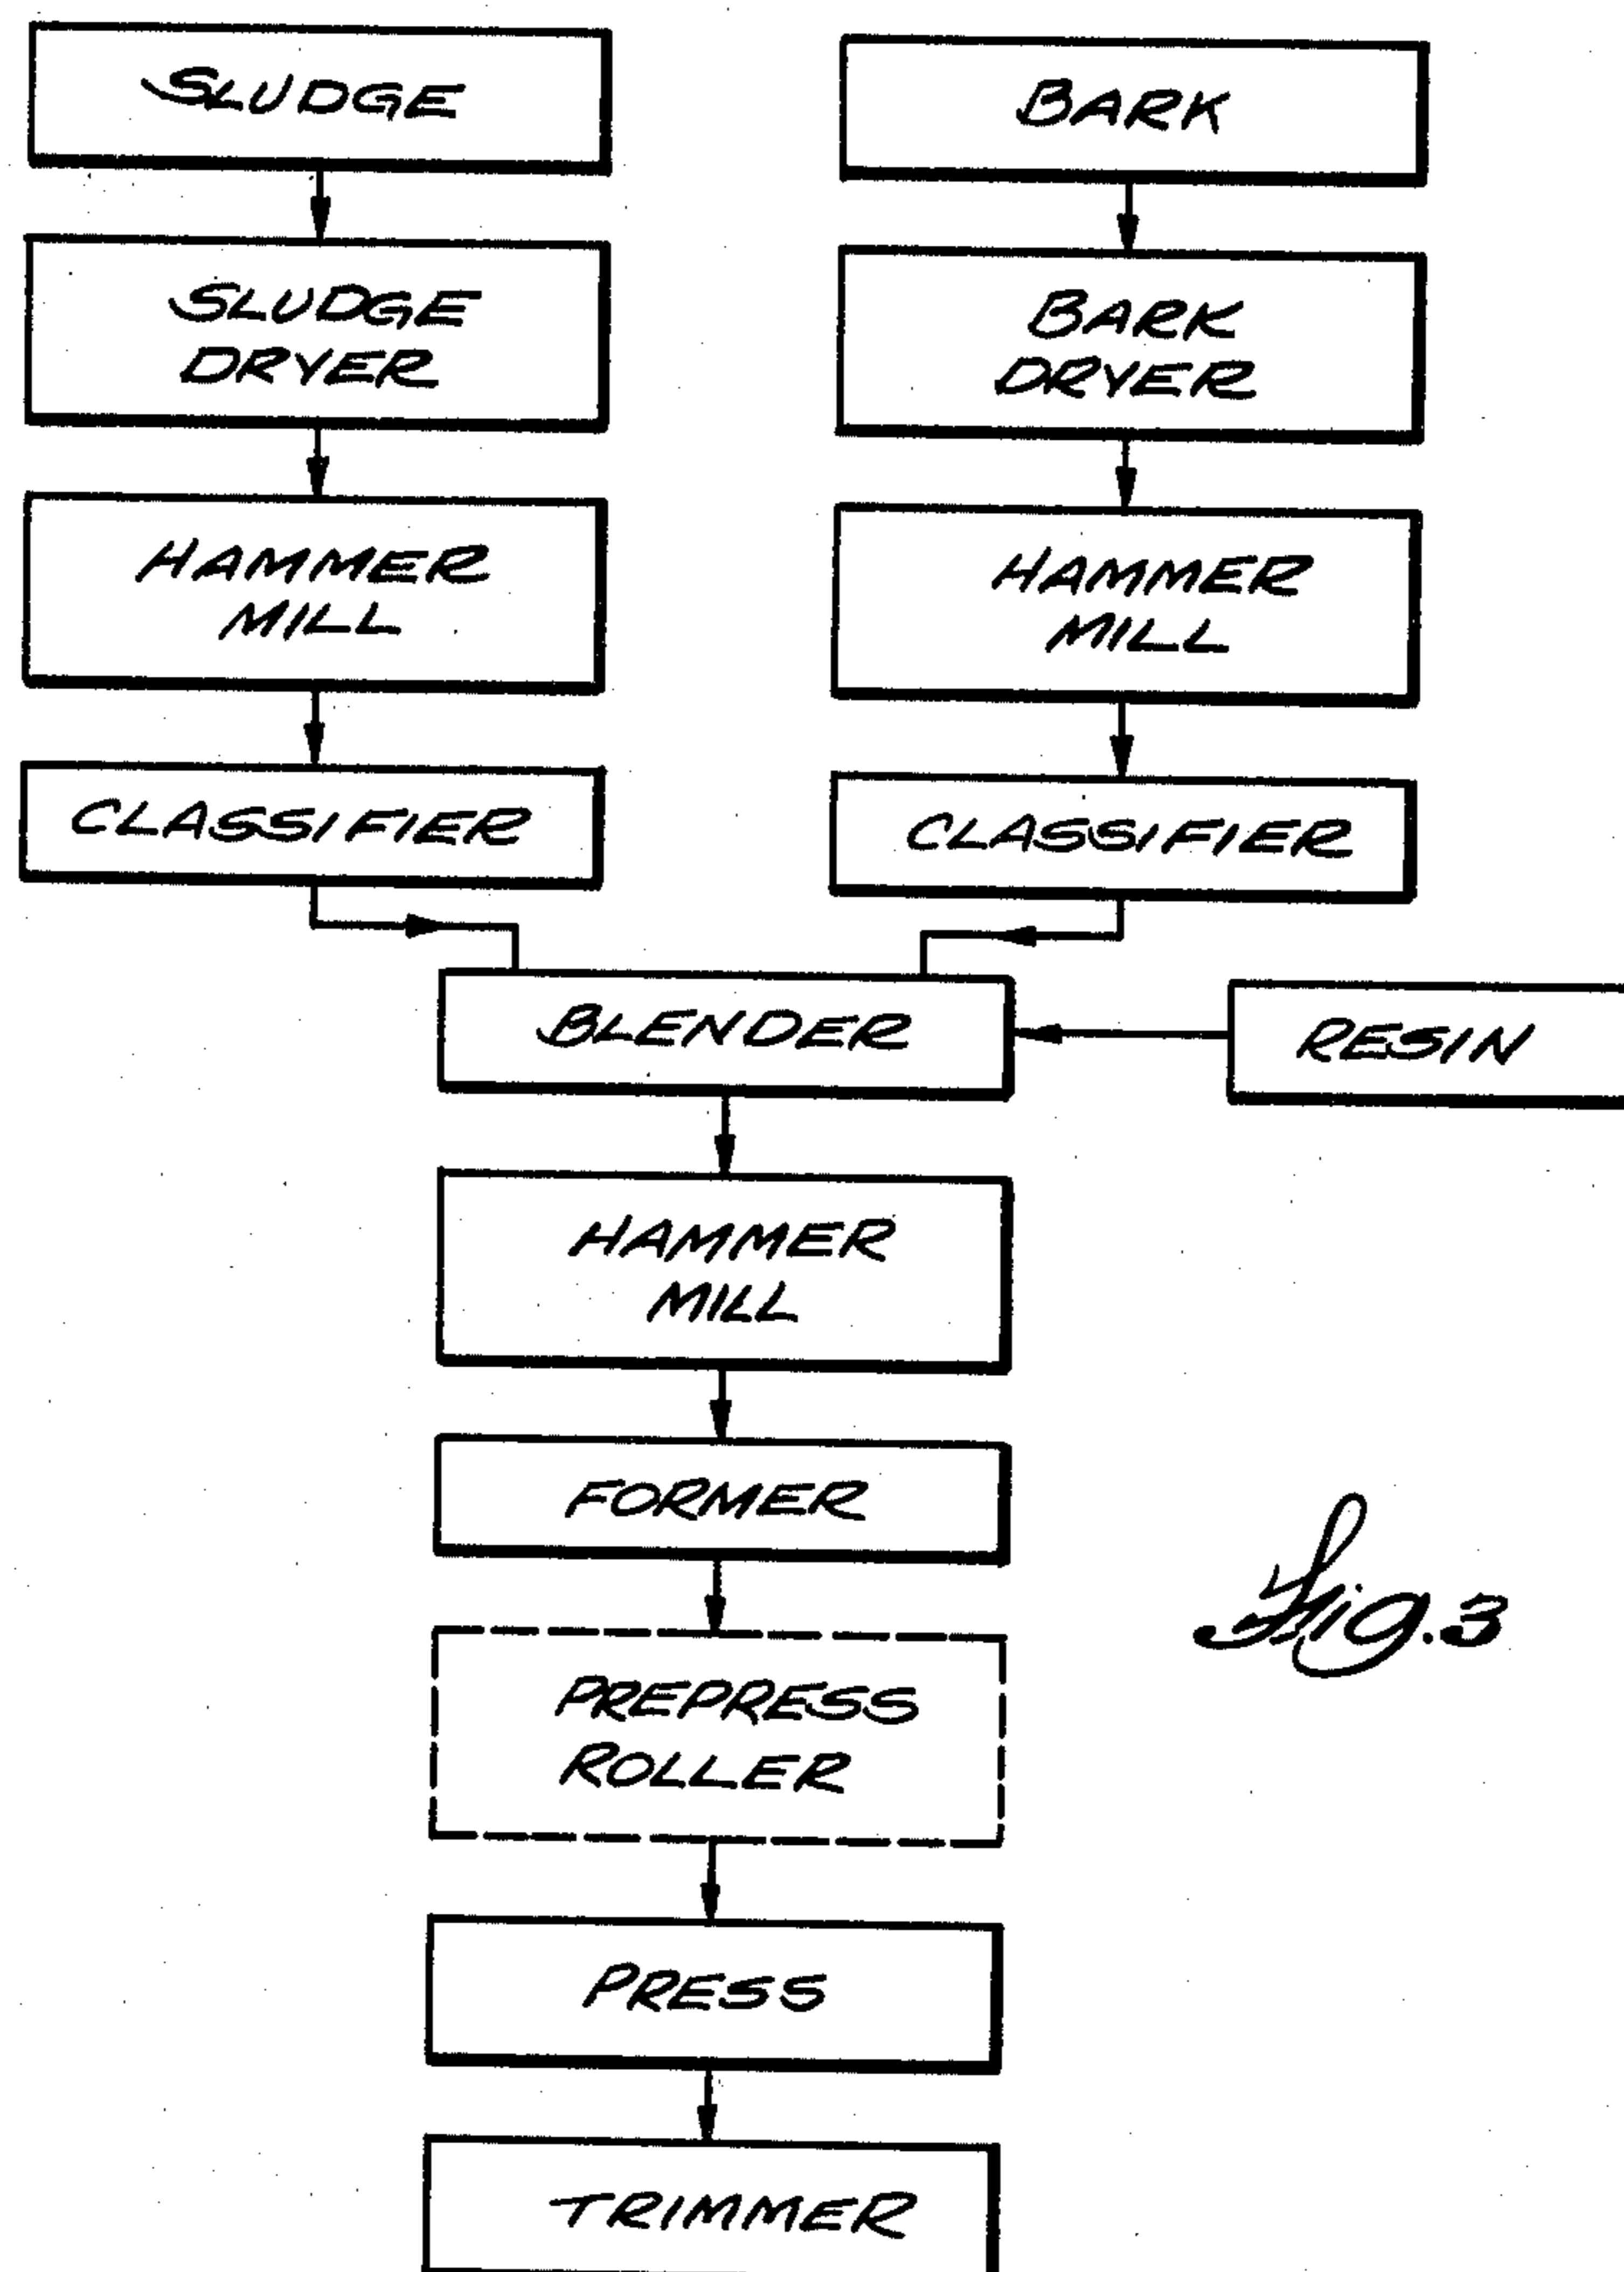 SLUDGE
BARK
SLUDGE
DRYER
BARK
DRYER
HAMMER
MILL
HAMMER
MILL
CLASSIFIER
CLASSIFIER
BLENDER
RESIN
HAMMER
MILL
FORMER
Fig. 3
PREPRESS
ROLLER
PRESS
TRIMMER